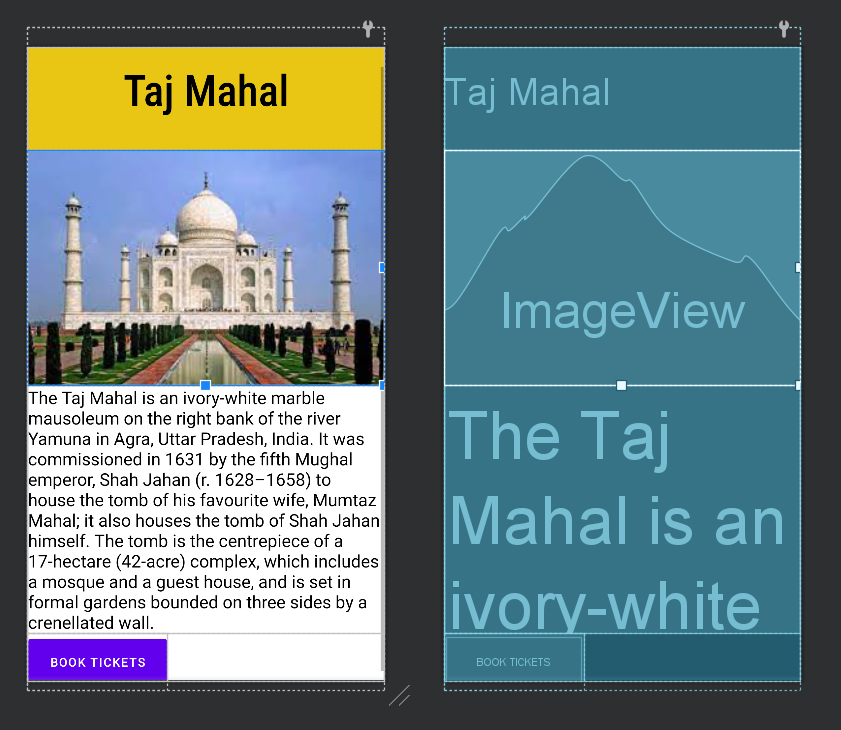 Taj Mahal
The Taj Mahal is an ivory-white marble
mausoleum on the right bank of the river
Yamuna in Agra, Uttar Pradesh, India. It was
commissioned in 1631 by the fifth Mughal
emperor, Shah Jahan (r. 1628–1658) to
house the tomb of his favourite wife, Mumtaz
Mahal; it also houses the tomb of Shah Jahan
himself. The tomb is the centrepiece of a
17-hectare (42-acre) complex, which includes
a mosque and a guest house, and is set in
formal gardens bounded on three sides by a
crenellated wall.
BOOK TICKETS
Taj Mahal
ImageView
The Taj
Mahal is an
ivory-white
BOOK TICKETS